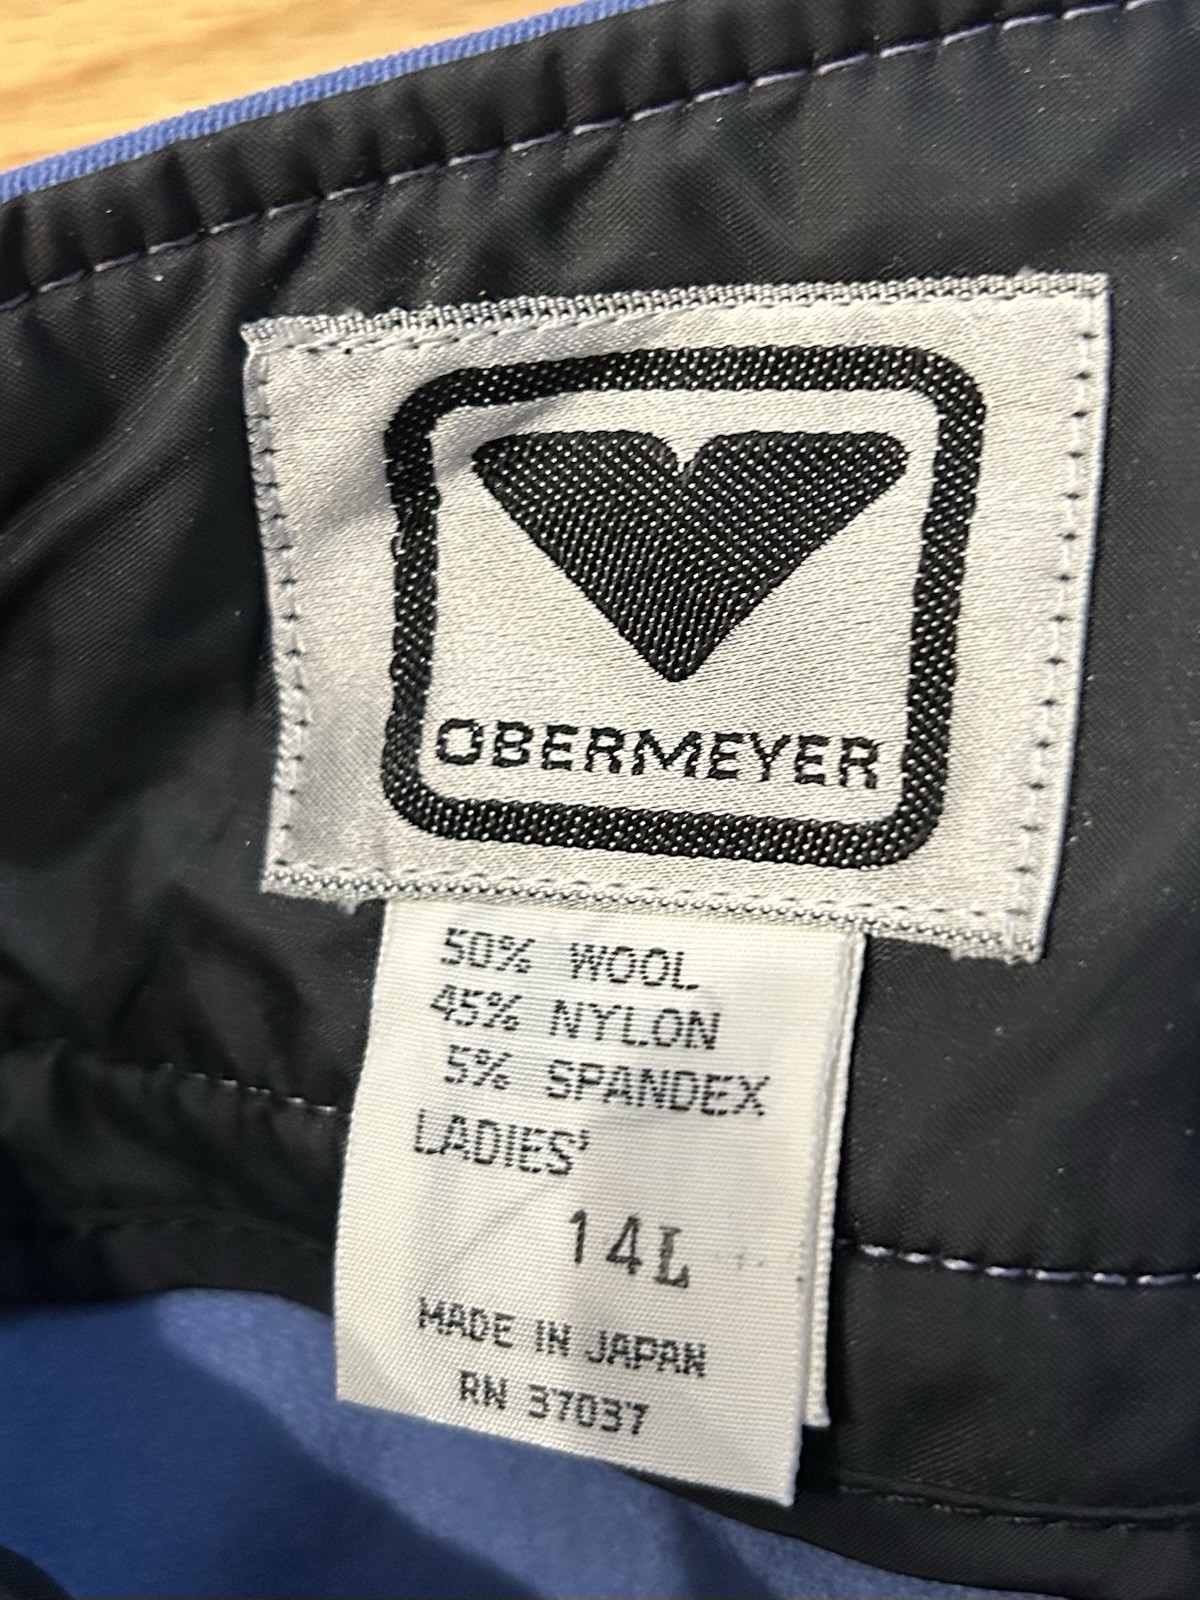 OBERMEYER
50% WOOL
45% NYLON
5% SPANDEX
LADIES'
14L
MADE IN JAPAN
RN 37037